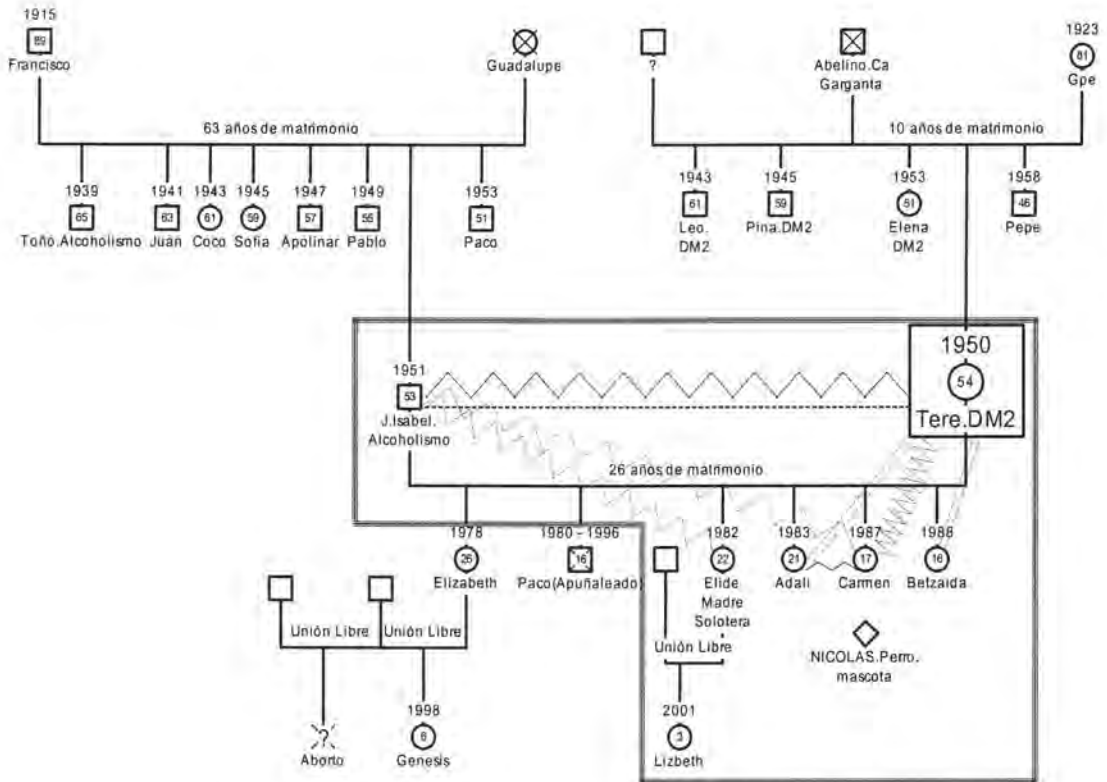 1915
89
Francisco
Guadalupe
?
Abelino.Ca
Garganta
1923
81
Gpe
63 años de matrimonio
10 años de matrimonio
1939
65
Toño.Alcoholismo
1941
63
Juan
1943
61
Coco
1945
59
Sofia
1947
57
Apolinar
1949
55
Pablo
1953
51
Paco
1943
61
Leo.
DM2
1945
59
Pina.DM2
1953
51
Elena
DM2
1958
46
Pepe
1951
53
J.Isabel.
Alcoholismo
1950
54
Tere.DM2
26 años de matrimonio
1978
26
Elizabeth
1980 - 1996
16
Paco(Apuñaleado)
1982
22
Elide
Madre
Solotera
1983
21
Adali
1987
17
Carmen
1988
16
Betzaida
Unión Libre
Unión Libre
Unión Libre
NICOLAS.Perro.
mascota
?
Aborto
1998
6
Genesis
2001
3
Lizbeth